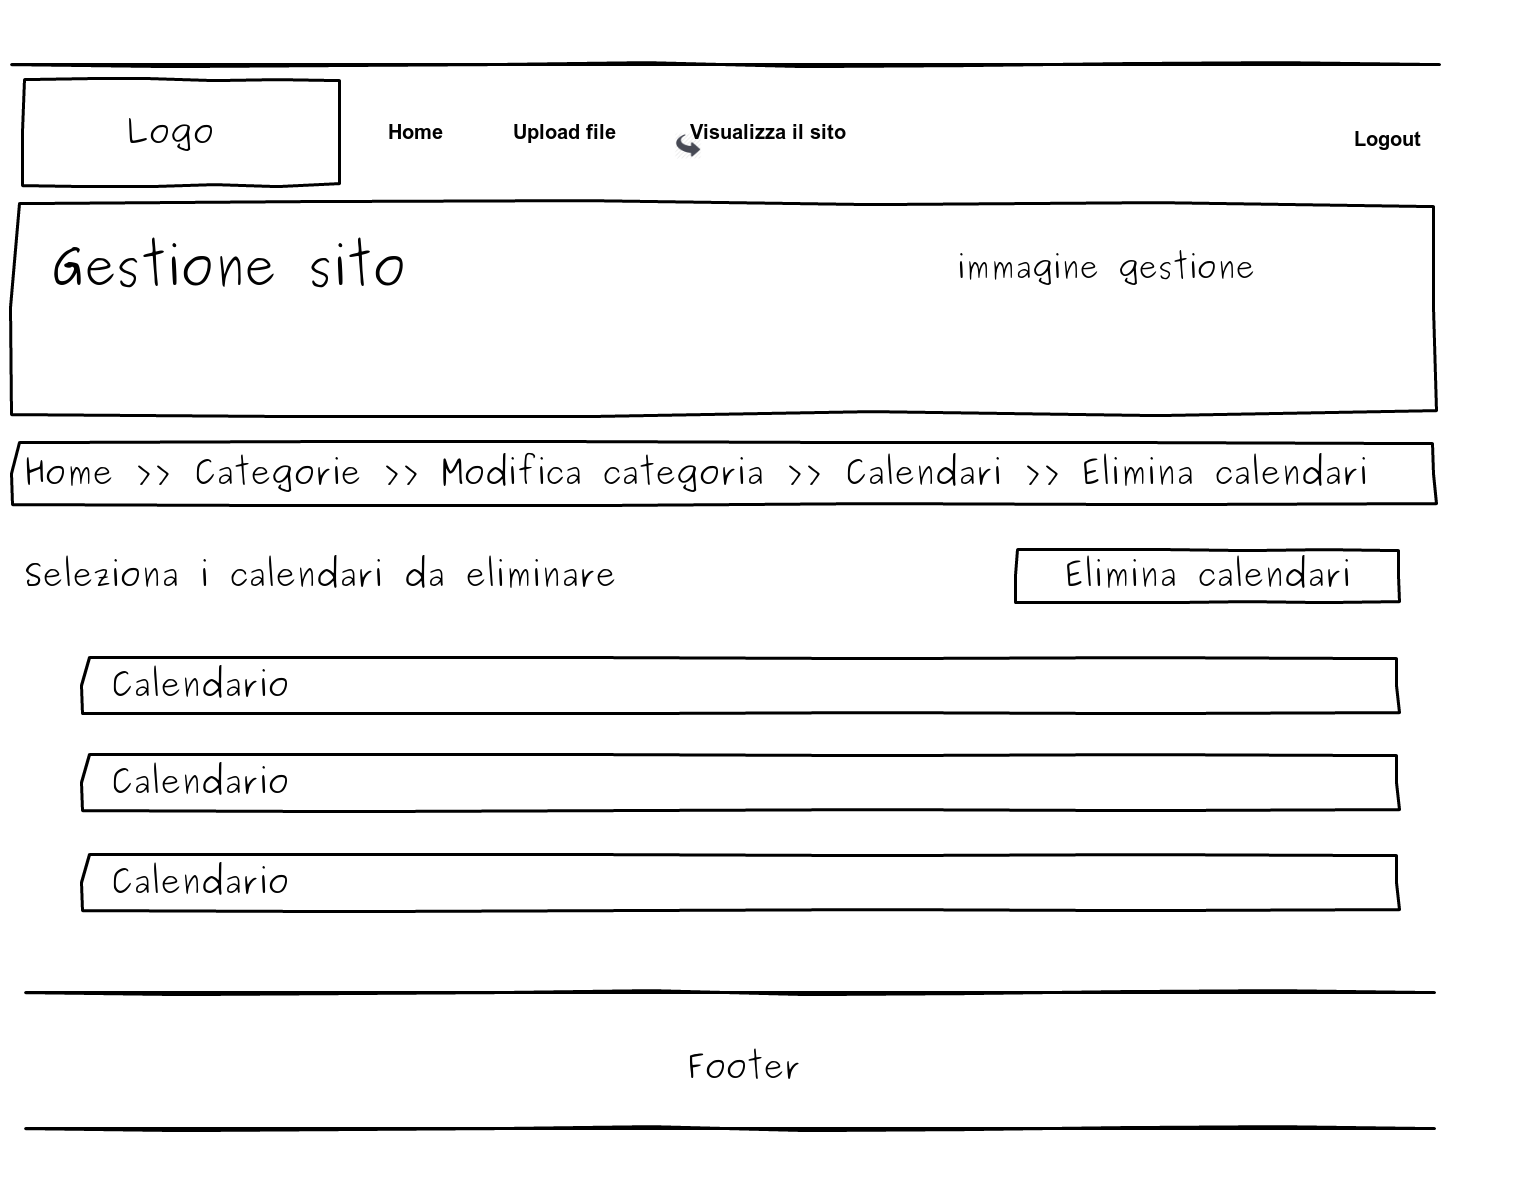 Logo
Home Upload file Visualizza il sito Logout
Gestione sito
immagine gestione
Home >> Categorie >> Modifica categoria >> Calendari >> Elimina calendari
Seleziona i calendari da eliminare
Elimina calendari
Calendario
Calendario
Calendario
Footer